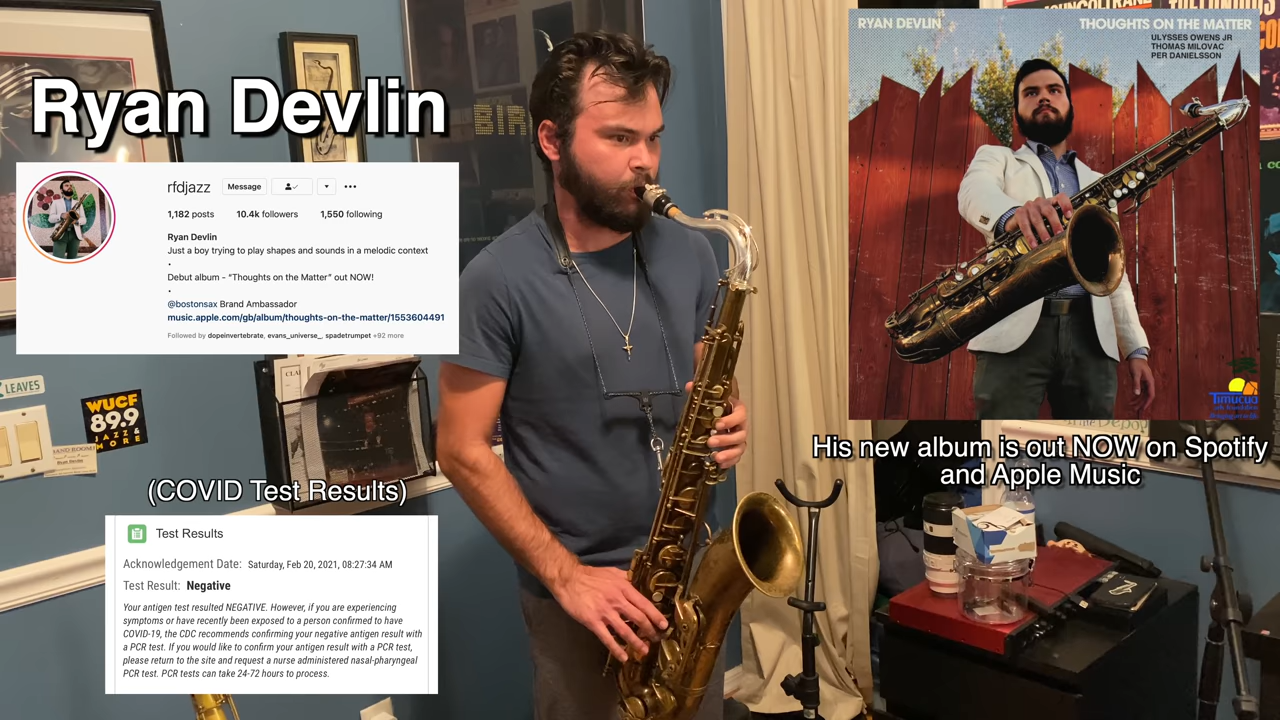 Ryan Devlin
rfdjazz Message
1,182 posts 10.4k followers 1,550 following
Ryan Devlin
Just a boy trying to play shapes and sounds in a melodic context
Debut album - "Thoughts on the Matter" out NOW!
@bostonsax Brand Ambassador
music.apple.com/gb/album/thoughts-on-the-matter/1553604491
Followed by dopeinvertebrate, evans_universe_, spadetrumpet +92 more
LEAVES
WUCF
89.9
JAZZ &
MORE
BAND ROOM!
Ryan Devlin
(COVID Test Results)
Test Results
Acknowledgement Date: Saturday, Feb 20, 2021, 08:27:34 AM
Test Result: Negative
Your antigen test resulted NEGATIVE. However, if you are experiencing
symptoms or have recently been exposed to a person confirmed to have
COVID-19, the CDC recommends confirming your negative antigen result with
a PCR test. If you would like to confirm your antigen result with a PCR test,
please return to the site and request a nurse administered nasal-pharyngeal
PCR test. PCR tests can take 24-72 hours to process.
BIR
JOHN COLTRANE
RYAN DEVLIN THOUGHTS ON THE MATTER
ULYSSES OWENS JR
THOMAS MILOVAC
PER DANIELSSON
Timucua
His new album is out NOW on Spotify
and Apple Music